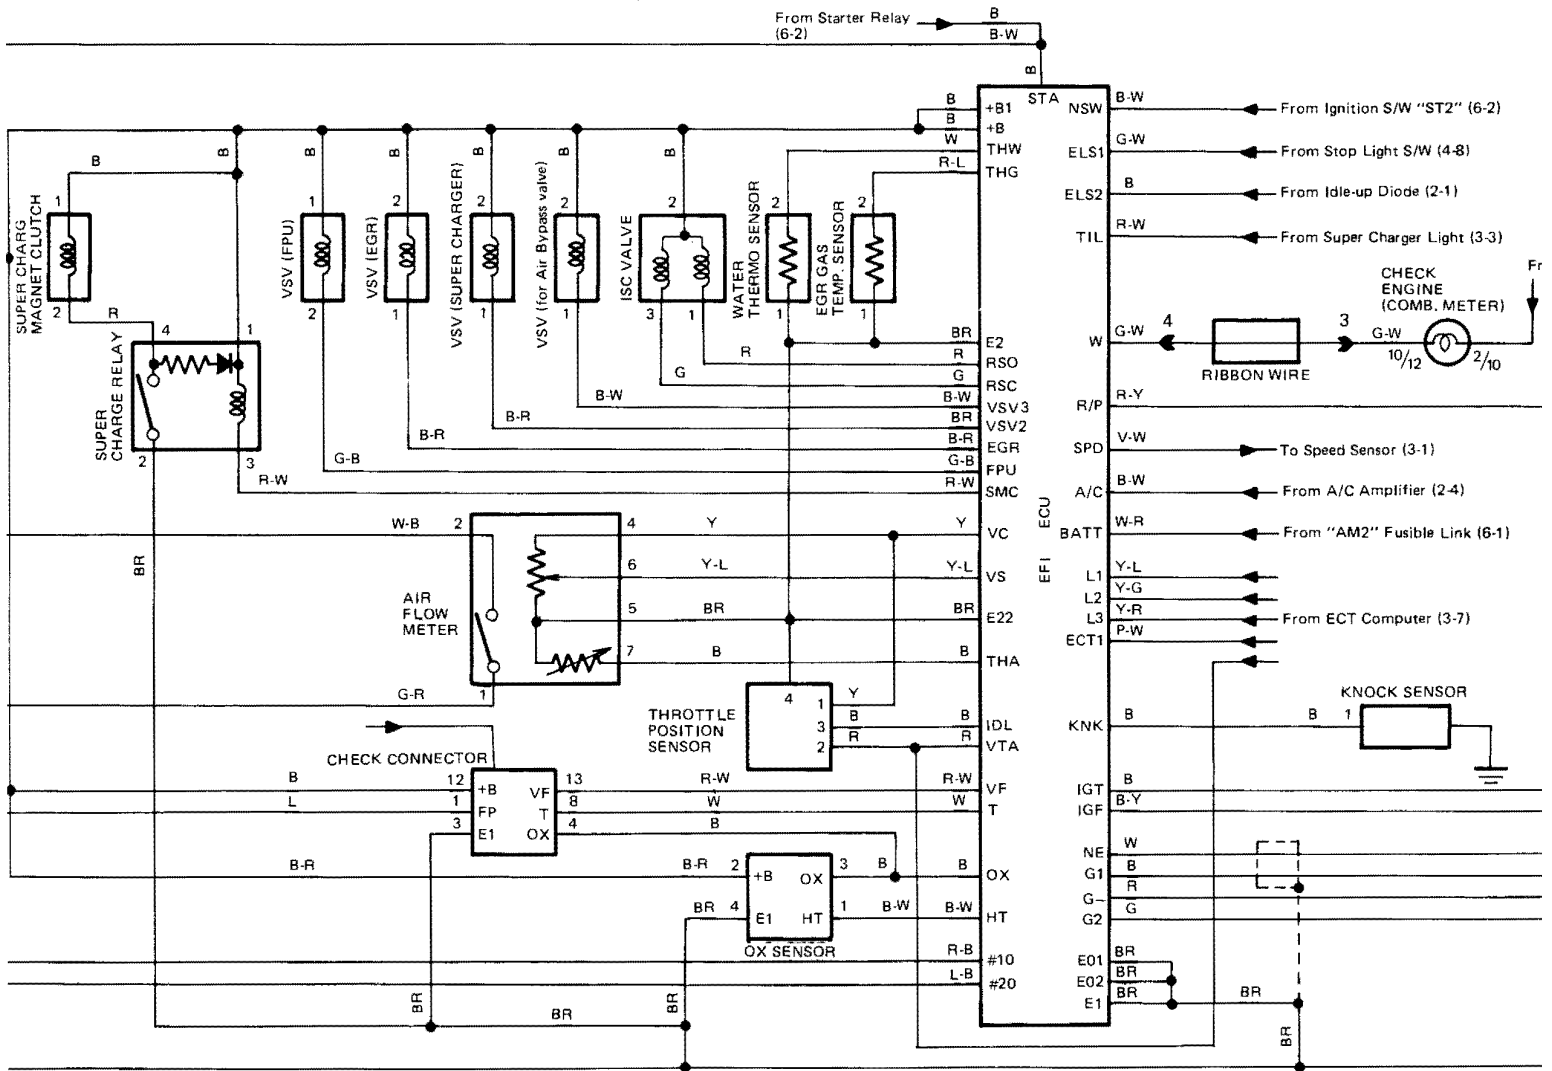 From Starter Relay
(6-2)
B
B-W
B
STA
+B1
+B
THW
THG
E2
RSO
RSC
VSV3
VSV2
EGR
FPU
SMC
VC
VS
E22
THA
IDL
VTA
VF
T
OX
HT
#10
#20
B
B
W
R-L
BR
R
G
B-W
BR
B-R
G-B
R-W
Y
Y-L
BR
B
B
R
R-W
W
B
B-W
R-B
L-B
EFI ECU
NSW
ELS1
ELS2
TIL
W
R/P
SPD
A/C
BATT
L1
L2
L3
ECT1
KNK
IGT
IGF
NE
G1
G–
G2
E01
E02
E1
B-W
G-W
B
R-W
G-W
R-Y
V-W
B-W
W-R
Y-L
Y-G
Y-R
P-W
B
B
B-Y
W
B
R
G
BR
BR
BR
BR
BR
From Ignition S/W "ST2" (6-2)
From Stop Light S/W (4-8)
From Idle-up Diode (2-1)
From Super Charger Light (3-3)
CHECK
ENGINE
(COMB. METER)
Fr
4
3
G-W
10/12
2/10
RIBBON WIRE
To Speed Sensor (3-1)
From A/C Amplifier (2-4)
From "AM2" Fusible Link (6-1)
From ECT Computer (3-7)
KNOCK SENSOR
B 1
B
B
B
B
B
B
B
1
2
SUPER CHARG
MAGNET CLUTCH
R
4
1
2
3
SUPER
CHARGE RELAY
R-W
BR
1
2
VSV (FPU)
G-B
2
1
VSV (EGR)
B-R
2
1
VSV (SUPER CHARGER)
B-R
2
1
VSV (for Air Bypass valve)
B-W
2
3
1
ISC VALVE
G
R
2
1
WATER
THERMO SENSOR
2
1
EGR GAS
TEMP. SENSOR
W-B 2
4 Y
6 Y-L
5 BR
7 B
AIR
FLOW
METER
G-R 1
THROTTLE
POSITION
SENSOR
4
1 Y
3 B
2 R
CHECK CONNECTOR
B 12 +B
L 1 FP
3 E1
VF 13 R-W
T 8 W
OX 4 B
B-R
B-R 2 +B
BR 4 E1
OX 3 B
HT 1 B-W
OX SENSOR
BR
BR
BR